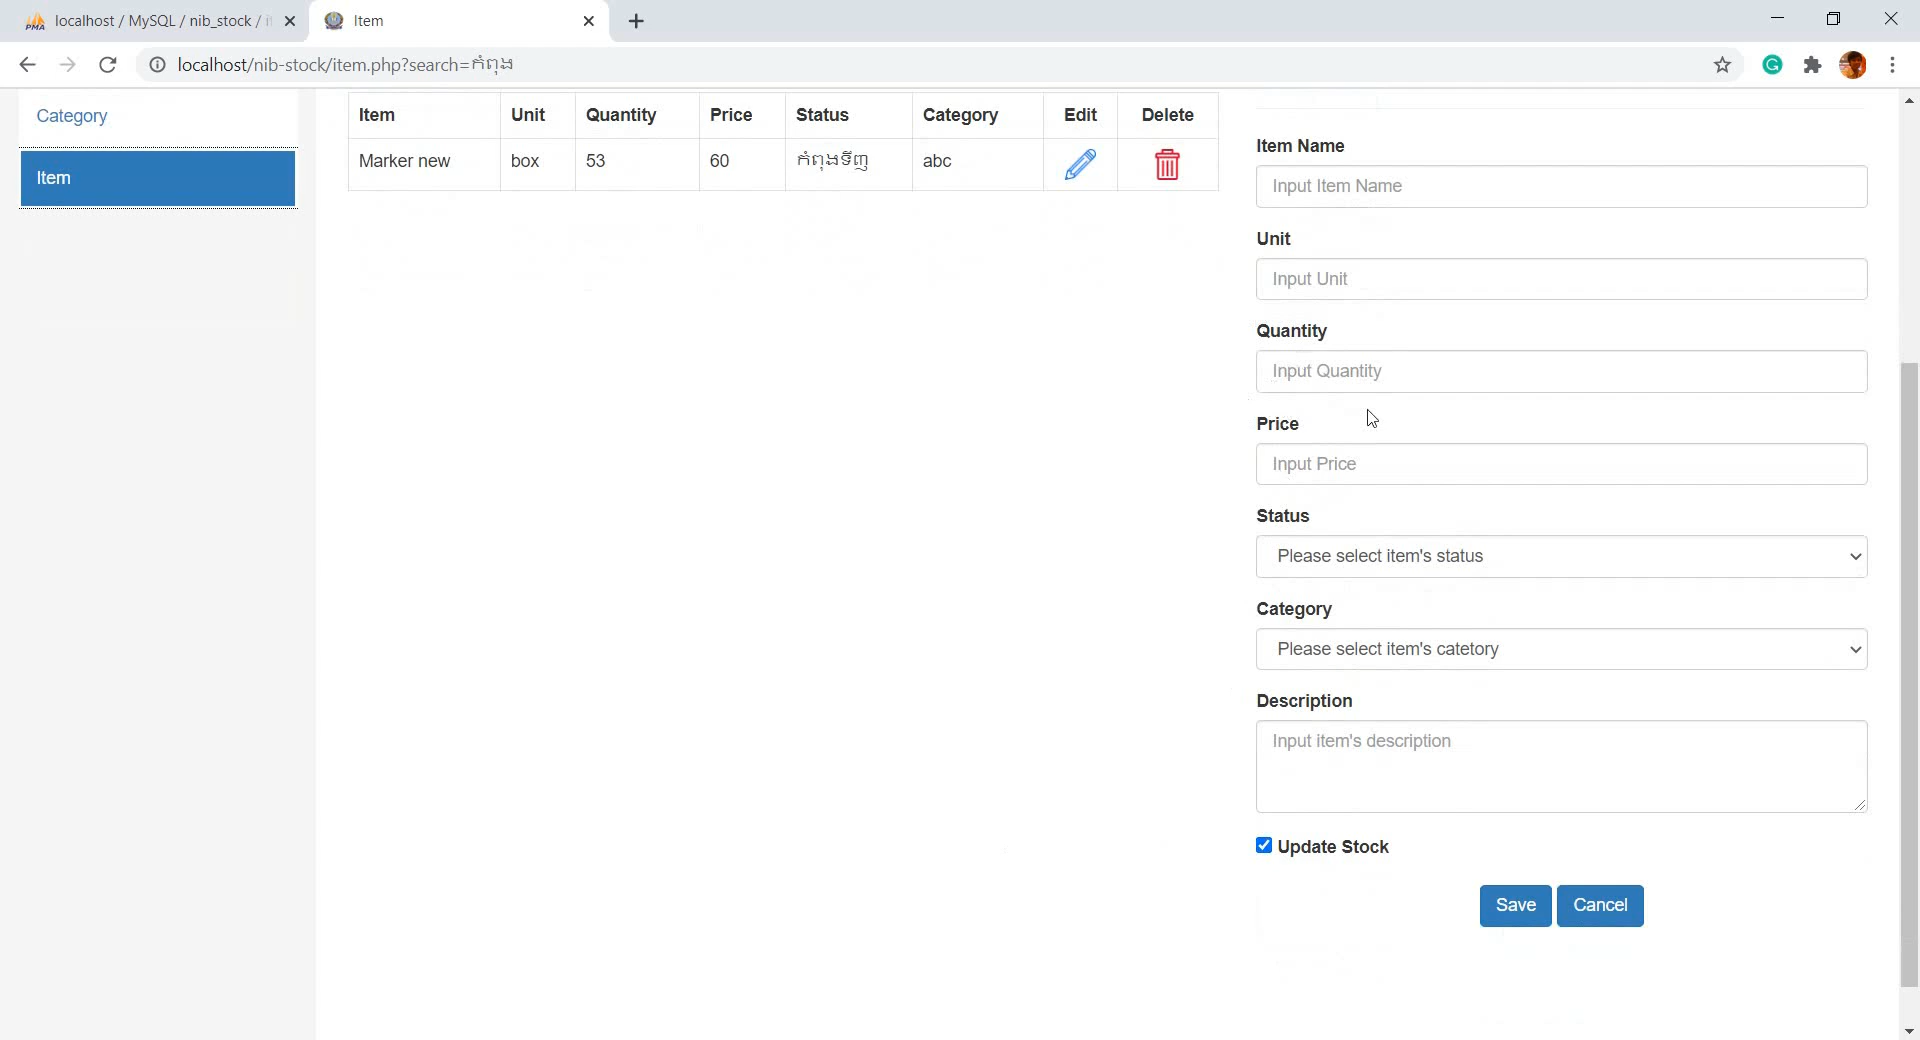 localhost / MySQL / nib_stock / i
Item
localhost/nib-stock/item.php?search=កំពុង
Category
Item
Item Unit Quantity Price Status Category Edit Delete
Marker new box 53 60 កំពុងទិញ abc
Item Name
Input Item Name
Unit
Input Unit
Quantity
Input Quantity
Price
Input Price
Status
Please select item's status
Category
Please select item's catetory
Description
Input item's description
Update Stock
Save Cancel